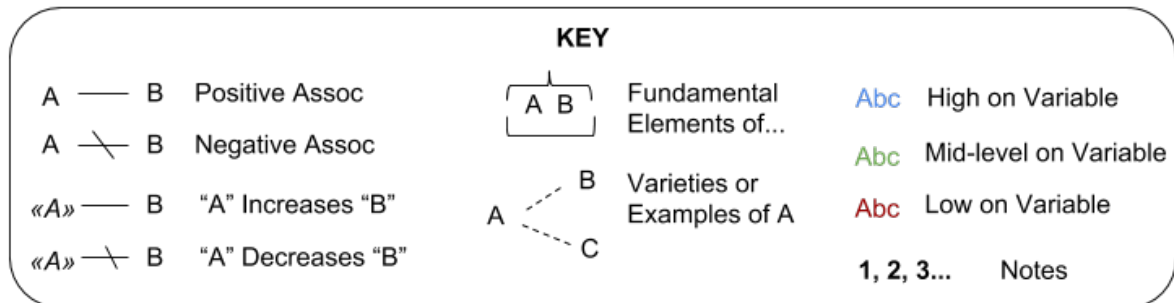 KEY
A B Positive Assoc
A B Negative Assoc
«A» B “A” Increases “B”
«A» B “A” Decreases “B”
A B Fundamental
Elements of...
B Varieties or
A Examples of A
C
Abc High on Variable
Abc Mid-level on Variable
Abc Low on Variable
1, 2, 3... Notes